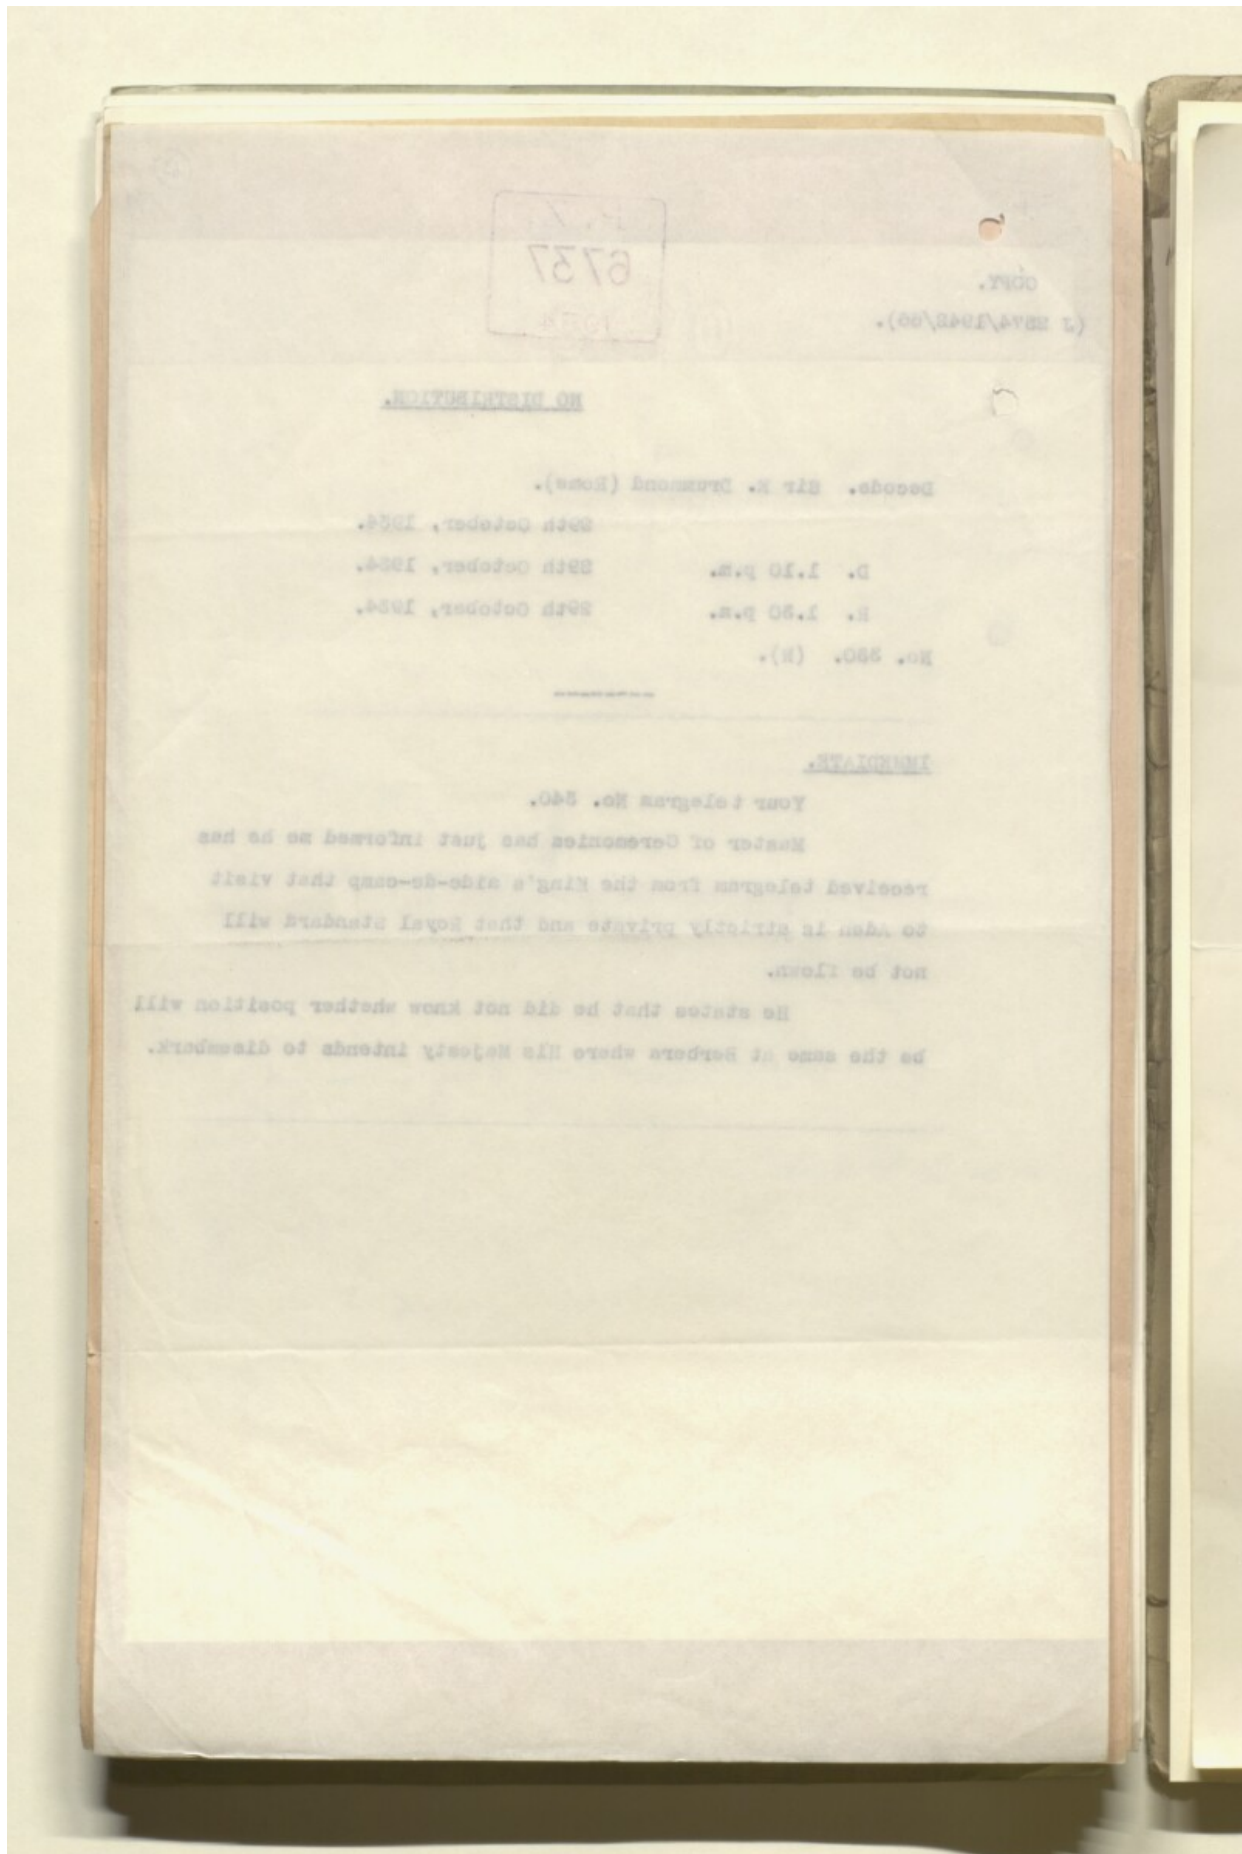 6737
COPY.
(J 2574/1942/66).
NO DISTRIBUTION.
Decode. Sir E. Drummond (Rome).
29th October, 1934.
D. 1.10 p.m. 29th October, 1934.
R. 1.30 p.m. 29th October, 1934.
No. 380. (R).
--------
IMMEDIATE.
Your telegram No. 340.
Master of Ceremonies has just informed me he has
received telegram from the King's aide-de-camp that visit
to Aden is strictly private and that Royal Standard will
not be flown.
He states that he did not know whether position will
be the same at Berbera where His Majesty intends to disembark.